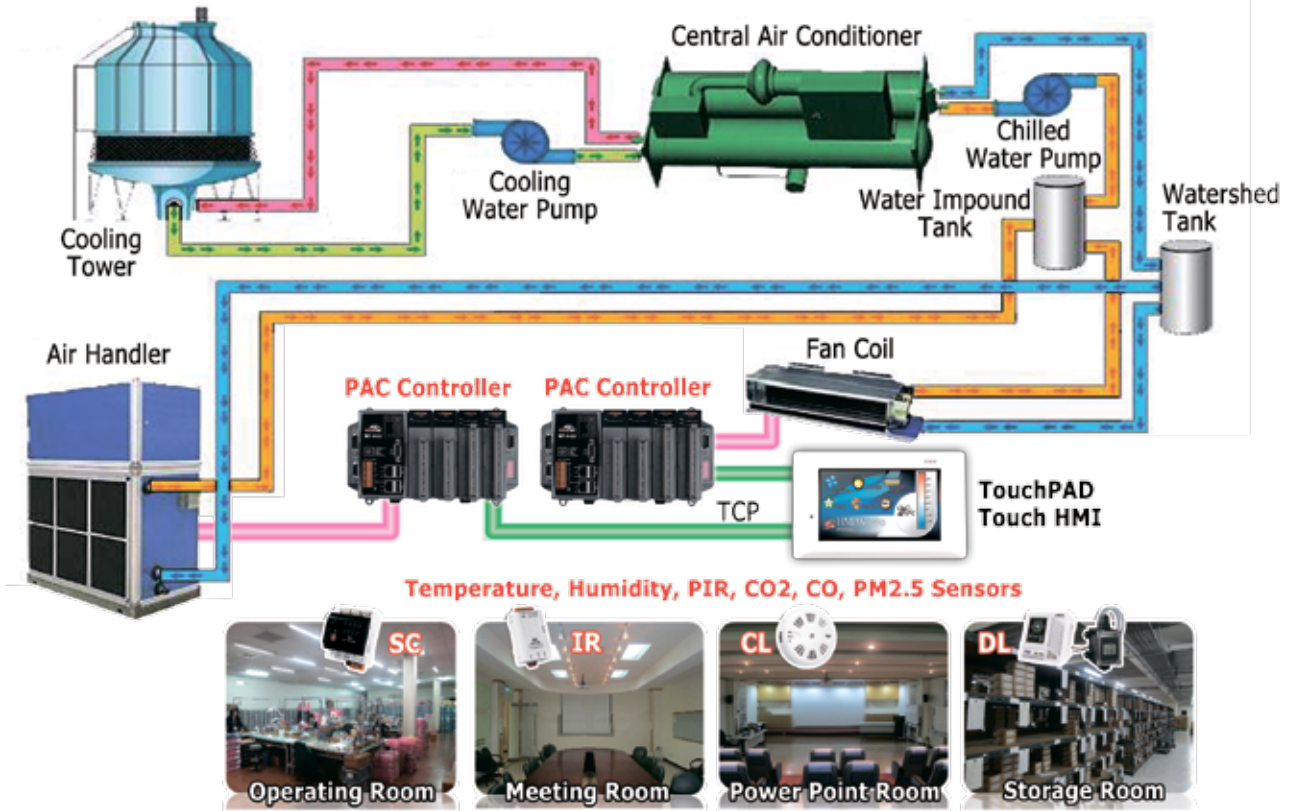 Central Air Conditioner
Chilled
Water Pump
Cooling
Water Pump
Water Impound
Tank
Watershed
Tank
Cooling
Tower
Air Handler
Fan Coil
PAC Controller
PAC Controller
TCP
TouchPAD
Touch HMI
Temperature, Humidity, PIR, CO2, CO, PM2.5 Sensors
SC
IR
CL
DL
Operating Room
Meeting Room
Power Point Room
Storage Room